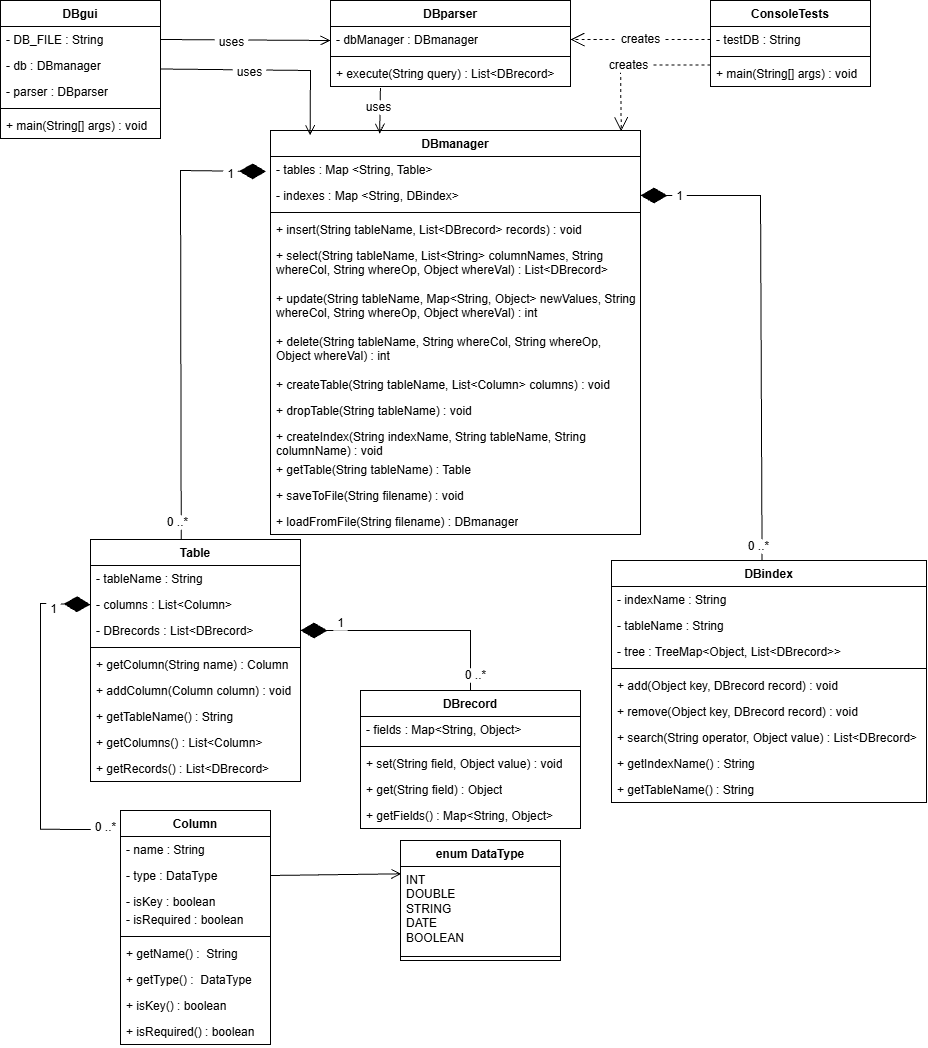 DBgui
- DB_FILE : String
- db : DBmanager
- parser : DBparser
+ main(String[] args) : void
uses
uses
DBparser
- dbManager : DBmanager
+ execute(String query) : List<DBrecord>
uses
ConsoleTests
- testDB : String
+ main(String[] args) : void
creates
creates
DBmanager
- tables : Map <String, Table>
- indexes : Map <String, DBindex>
+ insert(String tableName, List<DBrecord> records) : void
+ select(String tableName, List<String> columnNames, String
whereCol, String whereOp, Object whereVal) : List<DBrecord>
+ update(String tableName, Map<String, Object> newValues, String
whereCol, String whereOp, Object whereVal) : int
+ delete(String tableName, String whereCol, String whereOp,
Object whereVal) : int
+ createTable(String tableName, List<Column> columns) : void
+ dropTable(String tableName) : void
+ createIndex(String indexName, String tableName, String
columnName) : void
+ getTable(String tableName) : Table
+ saveToFile(String filename) : void
+ loadFromFile(String filename) : DBmanager
1
0 ..*
1
0 ..*
Table
- tableName : String
- columns : List<Column>
- DBrecords : List<DBrecord>
+ getColumn(String name) : Column
+ addColumn(Column column) : void
+ getTableName() : String
+ getColumns() : List<Column>
+ getRecords() : List<DBrecord>
1
0 ..*
1
0 ..*
DBrecord
- fields : Map<String, Object>
+ set(String field, Object value) : void
+ get(String field) : Object
+ getFields() : Map<String, Object>
DBindex
- indexName : String
- tableName : String
- tree : TreeMap<Object, List<DBrecord>>
+ add(Object key, DBrecord record) : void
+ remove(Object key, DBrecord record) : void
+ search(String operator, Object value) : List<DBrecord>
+ getIndexName() : String
+ getTableName() : String
Column
- name : String
- type : DataType
- isKey : boolean
- isRequired : boolean
+ getName() :  String
+ getType() :  DataType
+ isKey() : boolean
+ isRequired() : boolean
enum DataType
INT
DOUBLE
STRING
DATE
BOOLEAN